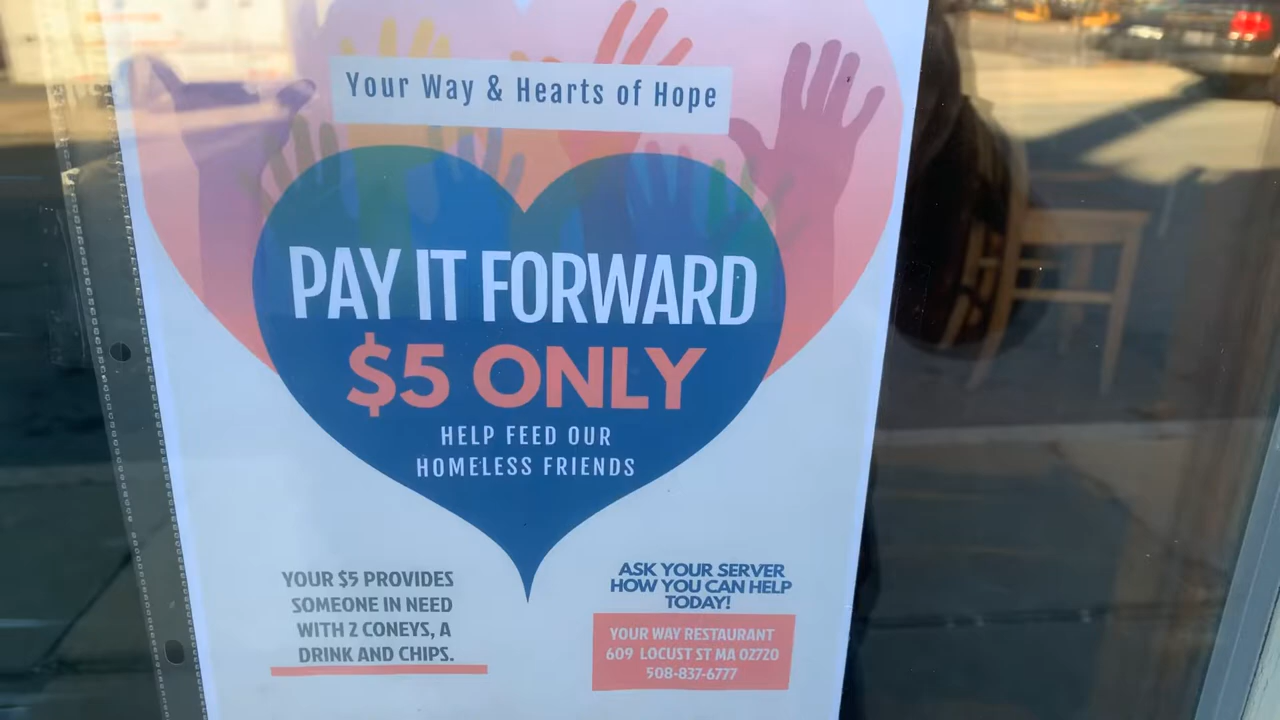 Your Way & Hearts of Hope
PAY IT FORWARD
$5 ONLY
HELP FEED OUR
HOMELESS FRIENDS
YOUR $5 PROVIDES
SOMEONE IN NEED
WITH 2 CONEYS, A
DRINK AND CHIPS.
ASK YOUR SERVER
HOW YOU CAN HELP
TODAY!
YOUR WAY RESTAURANT
609 LOCUST ST MA 02720
508-837-6777